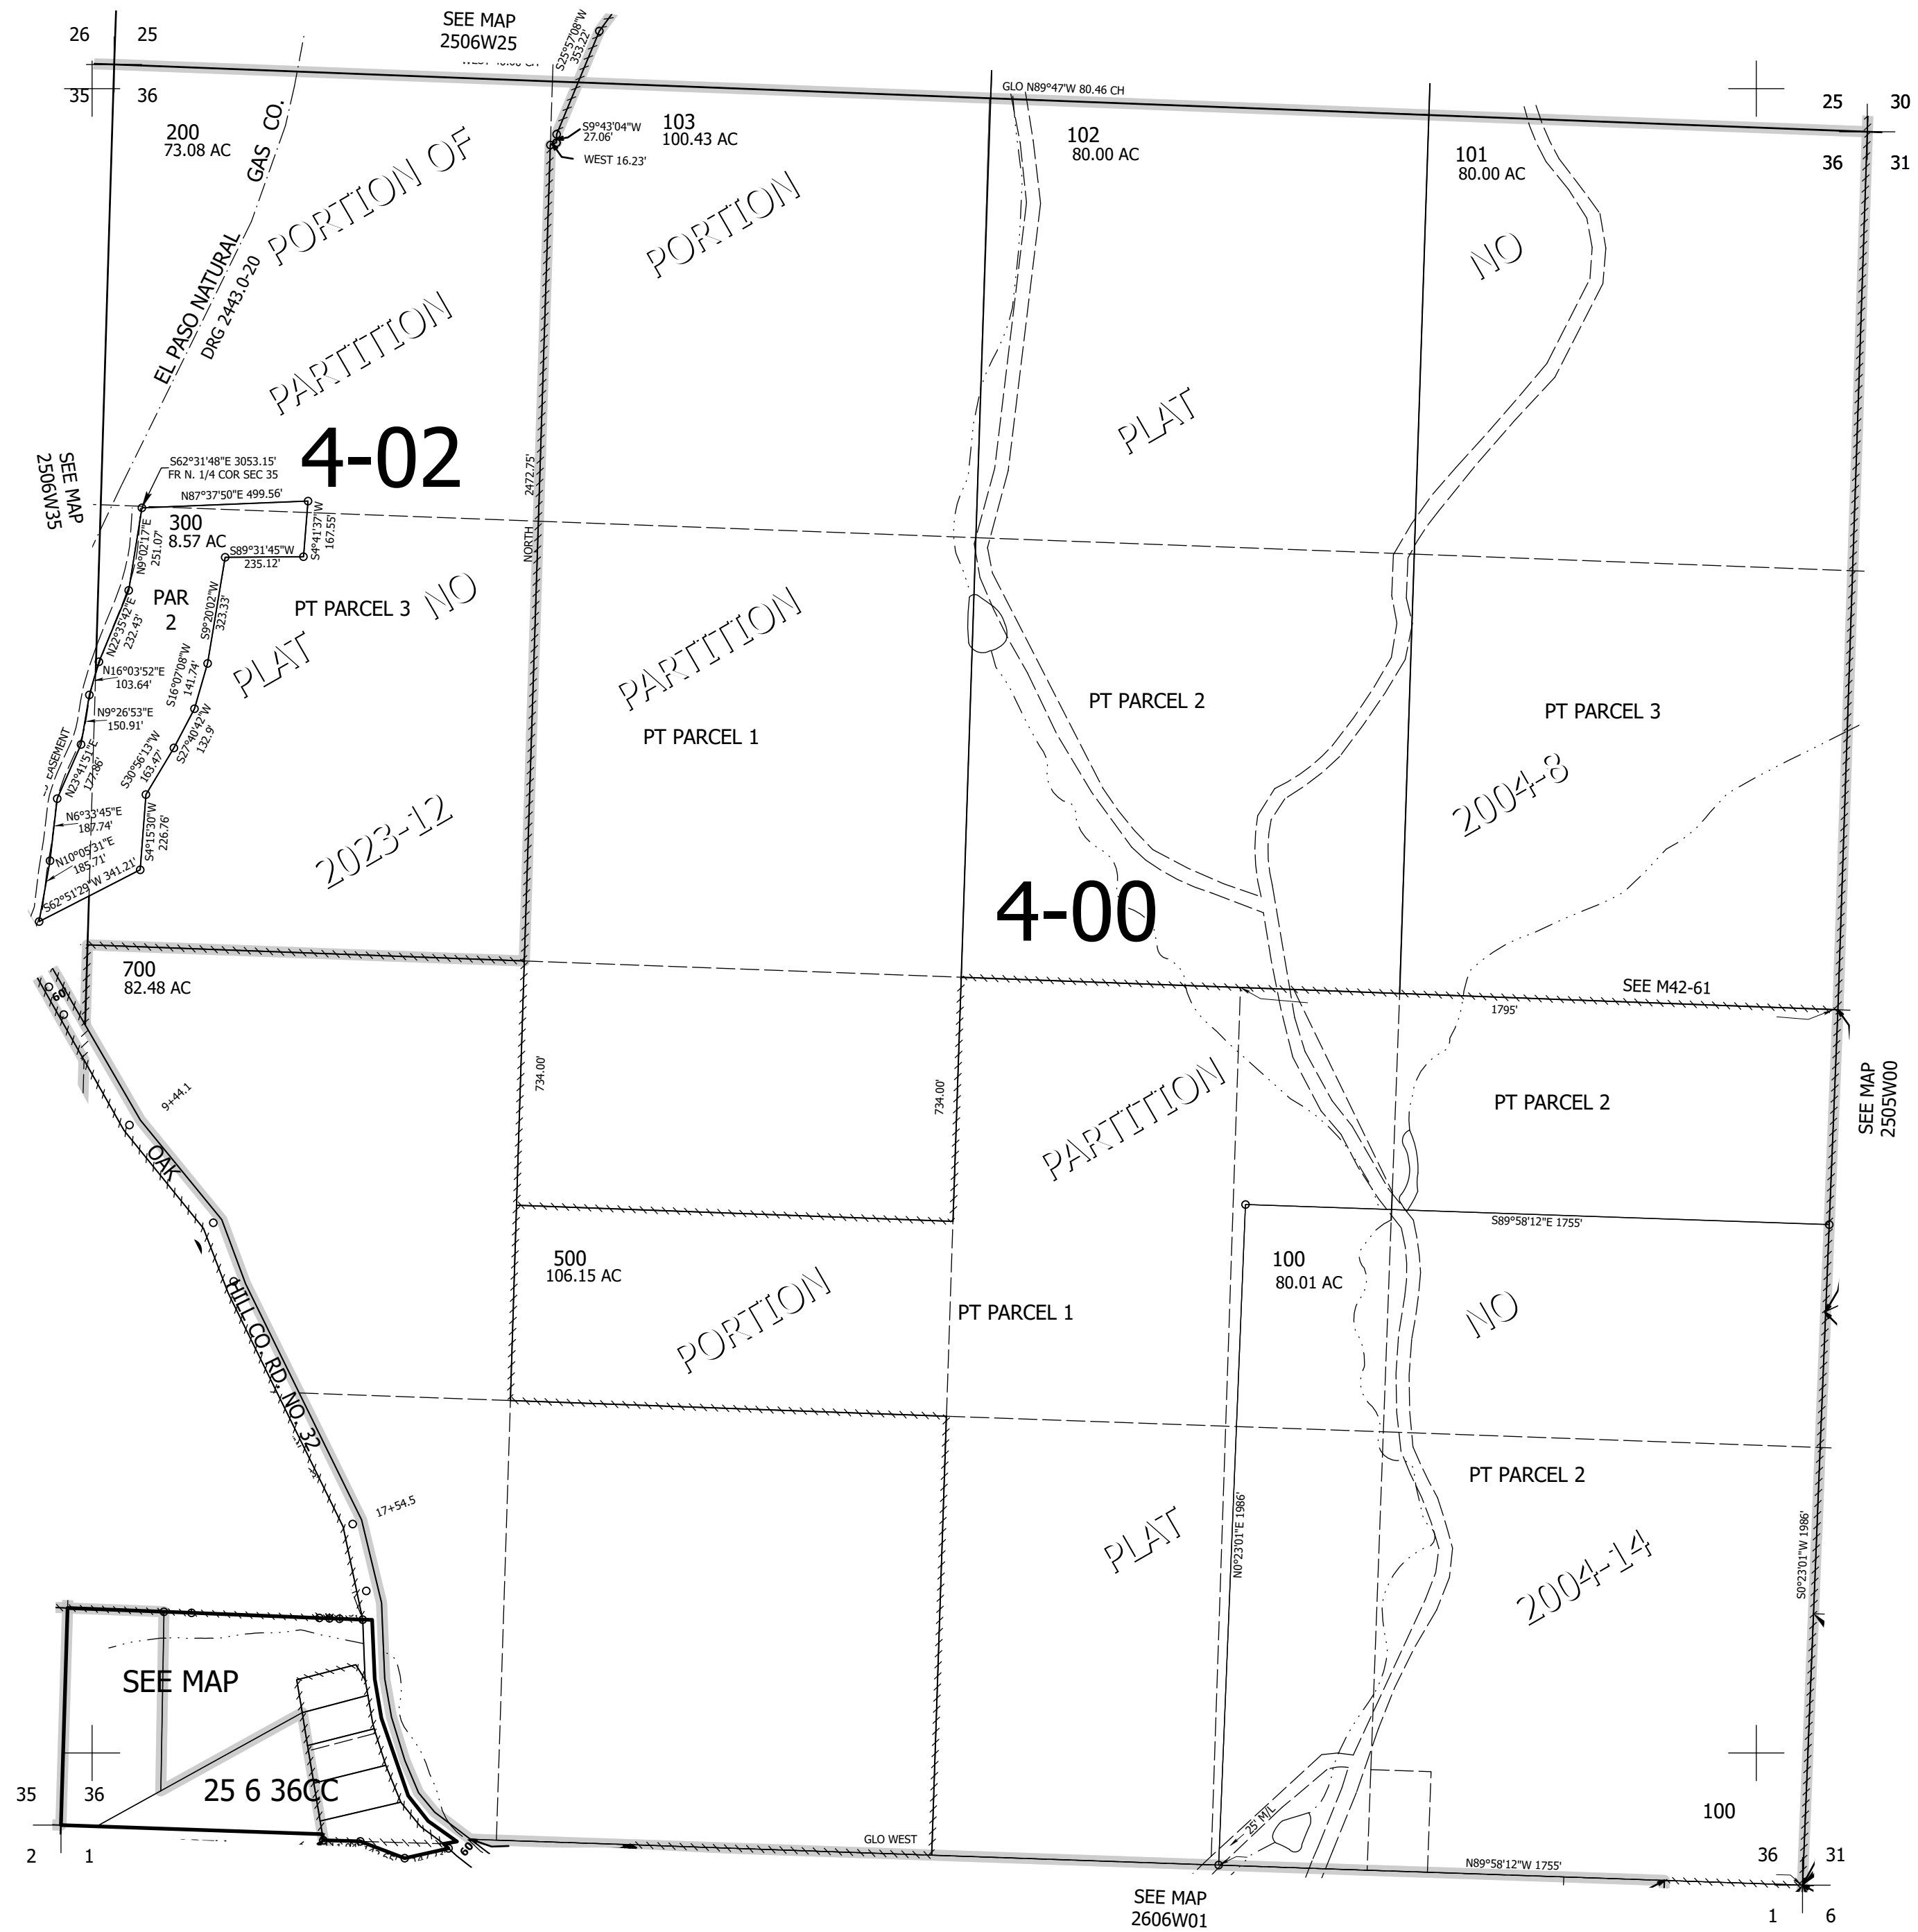 SEE MAP
2506W25
26
25
35
36
S25°57'08"W
353.22'
GLO N89°47'W 80.46 CH
25
30
36
31
200
73.08 AC
EL PASO NATURAL GAS CO.
DRG 2443.0-20
S9°43'04"W
27.06'
WEST 16.23'
103
100.43 AC
102
80.00 AC
101
80.00 AC
PORTION OF
PORTION
NO
PARTITION
PLAT
4-02
SEE MAP
2506W35
S62°31'48"E 3053.15'
FR N. 1/4 COR SEC 35
N87°37'50"E 499.56'
2472.75'
NORTH
300
8.57 AC
N9°02'17"E
251.07'
S4°41'37"W
167.55'
S89°31'45"W
235.12'
PAR
2
PT PARCEL 3
NO
PLAT
N22°35'42"E
232.43'
S9°20'02"W
323.33'
N16°03'52"E
103.64'
S16°07'08"W
141.74'
N9°26'53"E
150.91'
S27°40'42"W
132.9'
S30°56'13"W
163.47'
N23°41'51"E
177.86'
EASEMENT
N6°33'45"E
187.74'
S4°15'30"W
226.76'
N10°05'31"E
185.71'
S62°51'29"W 341.21'
2023-12
PARTITION
PT PARCEL 1
PT PARCEL 2
PT PARCEL 3
2004-8
4-00
700
82.48 AC
60
SEE M42-61
1795'
SEE MAP
2505W00
9+44.1
734.00'
734.00'
PARTITION
PT PARCEL 2
OAK HILL CO. RD. NO. 32
S89°58'12"E 1755'
500
106.15 AC
100
80.01 AC
PORTION
PT PARCEL 1
NO
PT PARCEL 2
17+54.5
PLAT
N0°23'01"E 1986'
2004-14
S0°23'01"W 1986'
SEE MAP
25 6 36CC
35
36
2
1
60
GLO WEST
25' M/L
100
N89°58'12"W 1755'
36
31
1
6
SEE MAP
2606W01